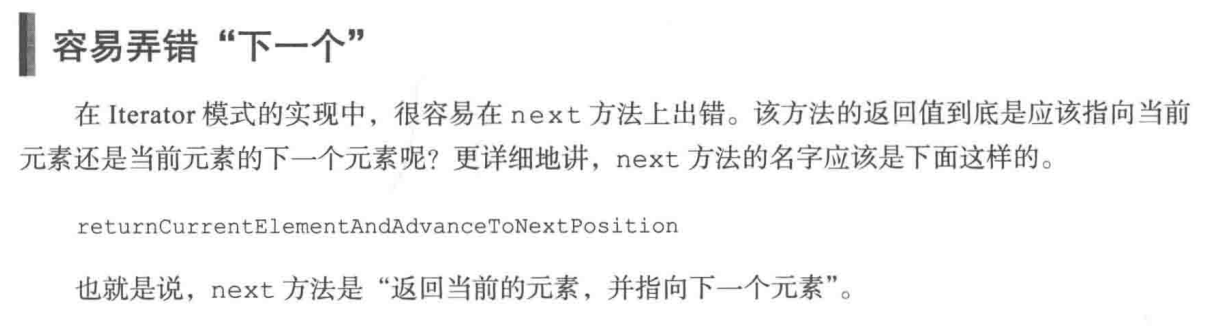 容易弄错“下一个”
在 Iterator 模式的实现中，很容易在 next 方法上出错。该方法的返回值到底是应该指向当前
元素还是当前元素的下一个元素呢？更详细地讲，next 方法的名字应该是下面这样的。
returnCurrentElementAndAdvanceToNextPosition
也就是说，next 方法是“返回当前的元素，并指向下一个元素”。